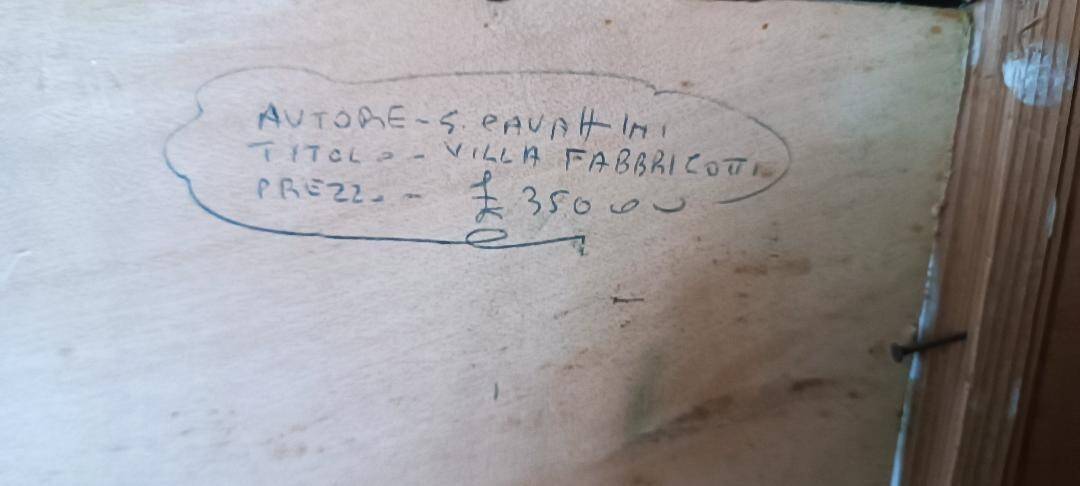 AUTORE - S.
TITOLO - VILLA FABBRICOTTI
PREZZO - £ 35000